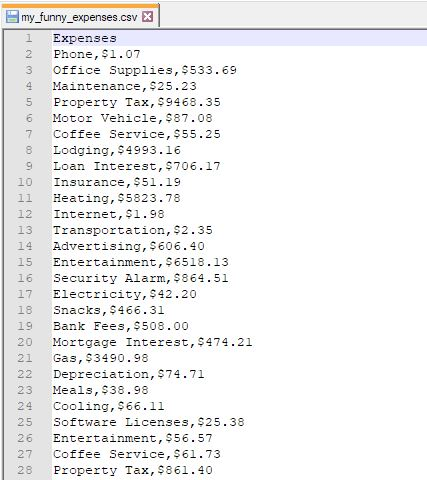 my_funny_expenses.csv
1 Expenses
2 Phone,$1.07
3 Office Supplies,$533.69
4 Maintenance,$25.23
5 Property Tax,$9468.35
6 Motor Vehicle,$87.08
7 Coffee Service,$55.25
8 Lodging,$4993.16
9 Loan Interest,$706.17
10 Insurance,$51.19
11 Heating,$5823.78
12 Internet,$1.98
13 Transportation,$2.35
14 Advertising,$606.40
15 Entertainment,$6518.13
16 Security Alarm,$864.51
17 Electricity,$42.20
18 Snacks,$466.31
19 Bank Fees,$508.00
20 Mortgage Interest,$474.21
21 Gas,$3490.98
22 Depreciation,$74.71
23 Meals,$38.98
24 Cooling,$66.11
25 Software Licenses,$25.38
26 Entertainment,$56.57
27 Coffee Service,$61.73
28 Property Tax,$861.40